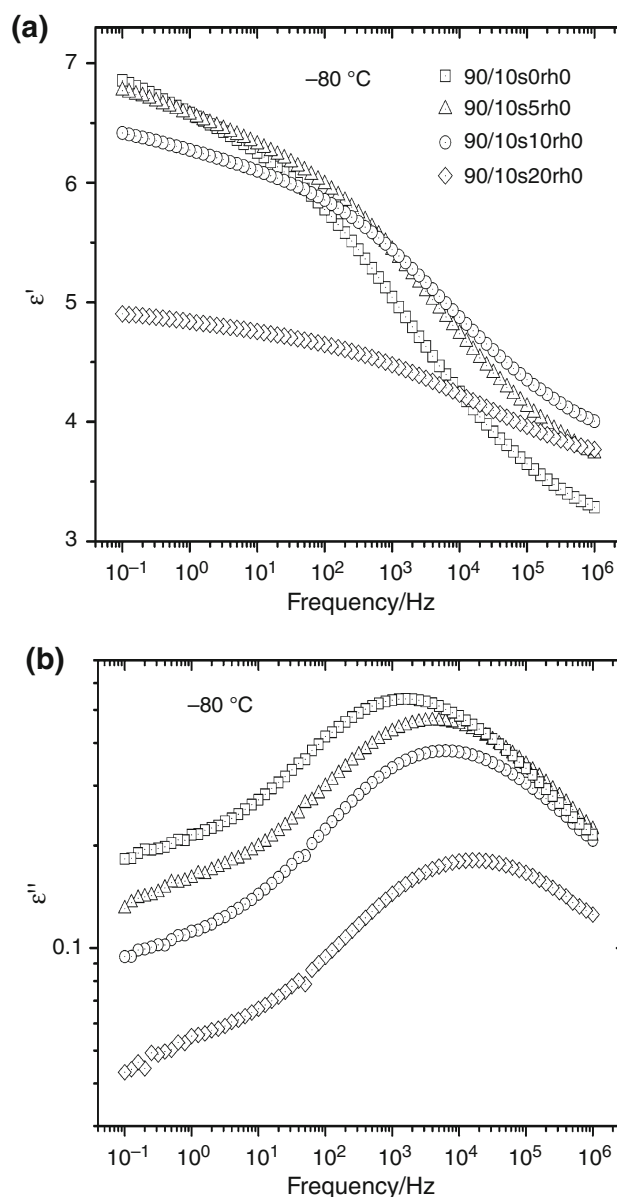 (a)
−80 °C
90/10s0rh0
90/10s5rh0
90/10s10rh0
90/10s20rh0
7
6
5
4
3
ε'
10⁻¹ 10⁰ 10¹ 10² 10³ 10⁴ 10⁵ 10⁶
Frequency/Hz
(b)
−80 °C
0.1
ε''
10⁻¹ 10⁰ 10¹ 10² 10³ 10⁴ 10⁵ 10⁶
Frequency/Hz